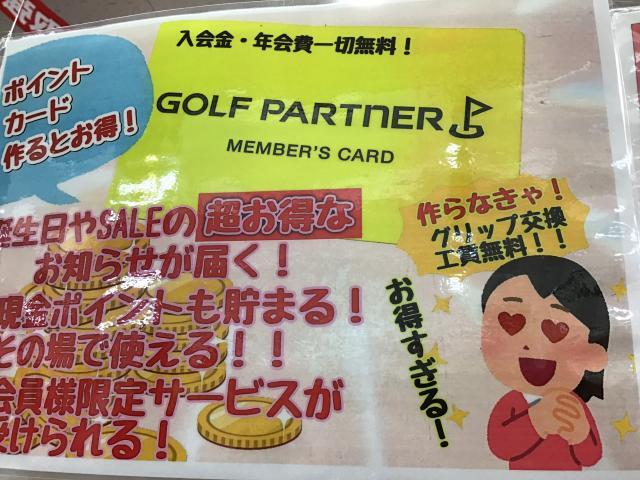 入会金・年会費一切無料！
ポイント
カード
作るとお得！
GOLF PARTNER
MEMBER'S CARD
生日やSALEの超お得な
お知らせが届く！
現金ポイントも貯まる！
その場で使える！！
会員様限定サービスが
受けられる！
作らなきゃ！
グリップ交換
工賃無料！！
お得すぎる！